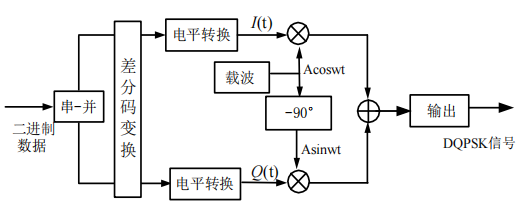 电平转换
I(t)
载波
Acoswt
差分码变换
串-并
二进制
数据
-90°
输出
DQPSK信号
Asinwt
电平转换
Q(t)